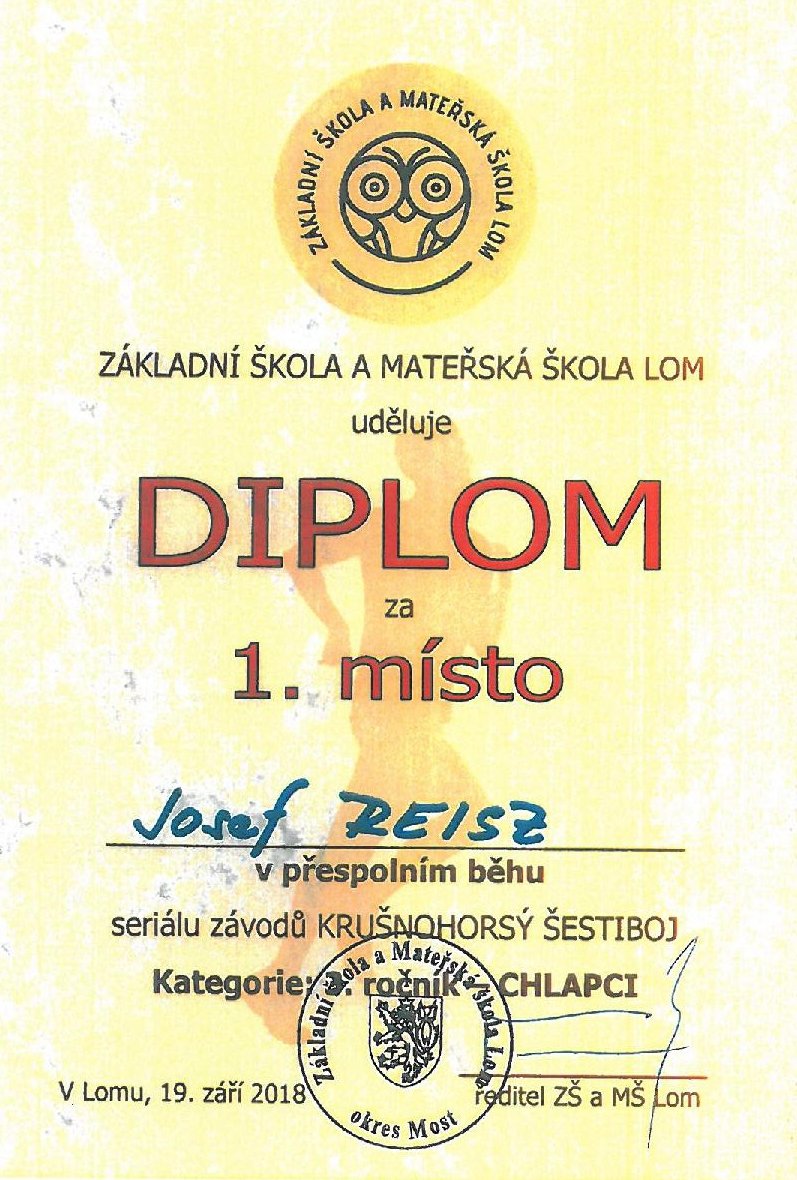 ZÁKLADNÍ ŠKOLA A MATEŘSKÁ ŠKOLA LOM
ZÁKLADNÍ ŠKOLA A MATEŘSKÁ ŠKOLA LOM
uděluje
DIPLOM
za
1. místo
Josef REISZ
v přespolním běhu
seriálu závodů KRUŠNOHORSÝ ŠESTIBOJ
Kategorie: ročník CHLAPCI
Základní škola a Mateřská škola Lom
okres Most
V Lomu, 19. září 2018
ředitel ZŠ a MŠ Lom